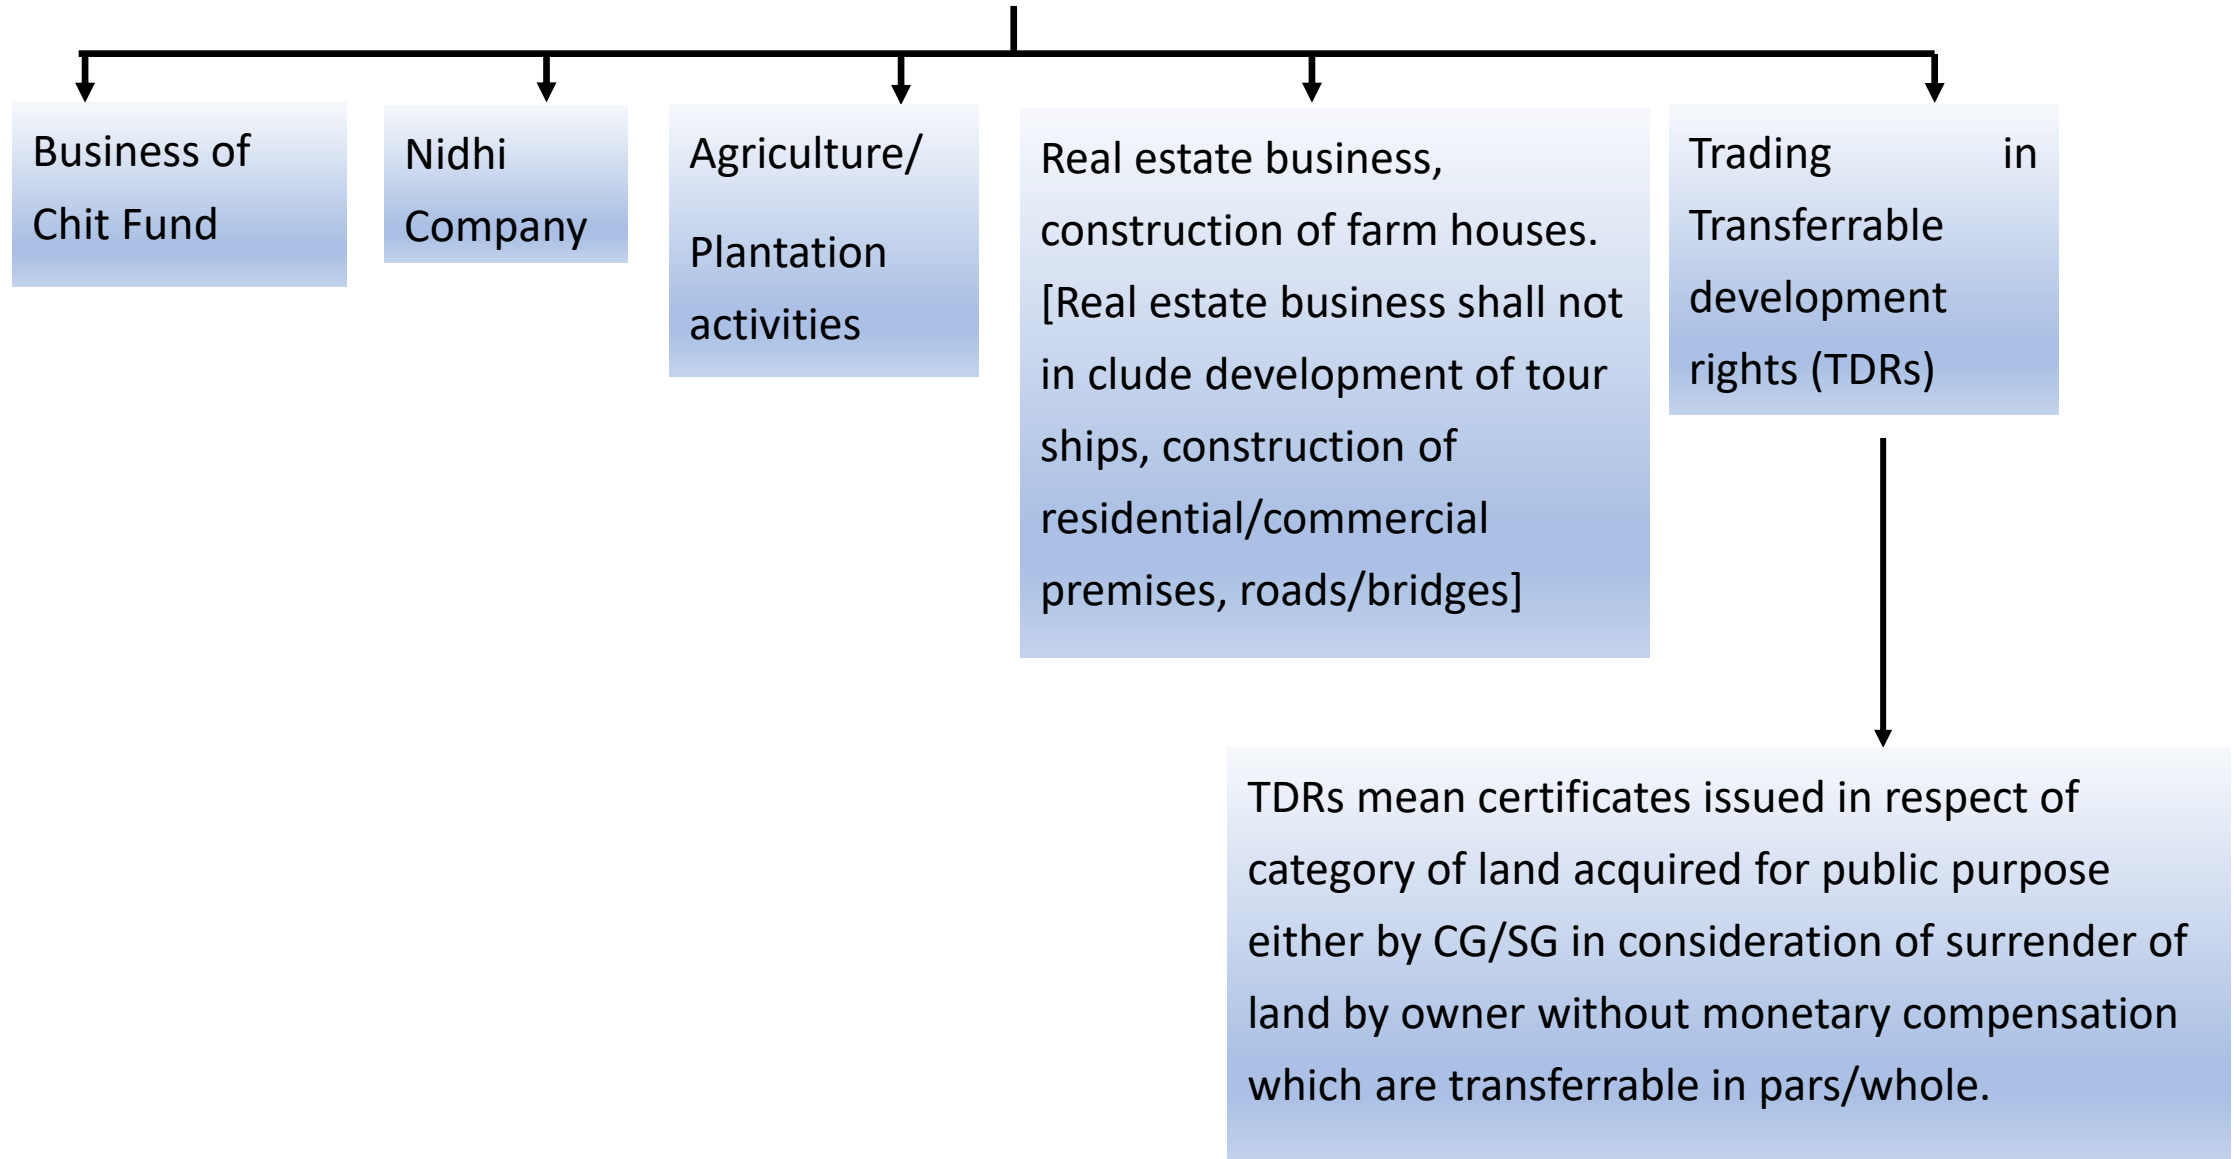 Business of
Chit Fund
Nidhi
Company
Agriculture/
Plantation
activities
Real estate business,
construction of farm houses.
[Real estate business shall not
in clude development of tour
ships, construction of
residential/commercial
premises, roads/bridges]
Trading in
Transferrable
development
rights (TDRs)
TDRs mean certificates issued in respect of
category of land acquired for public purpose
either by CG/SG in consideration of surrender of
land by owner without monetary compensation
which are transferrable in pars/whole.